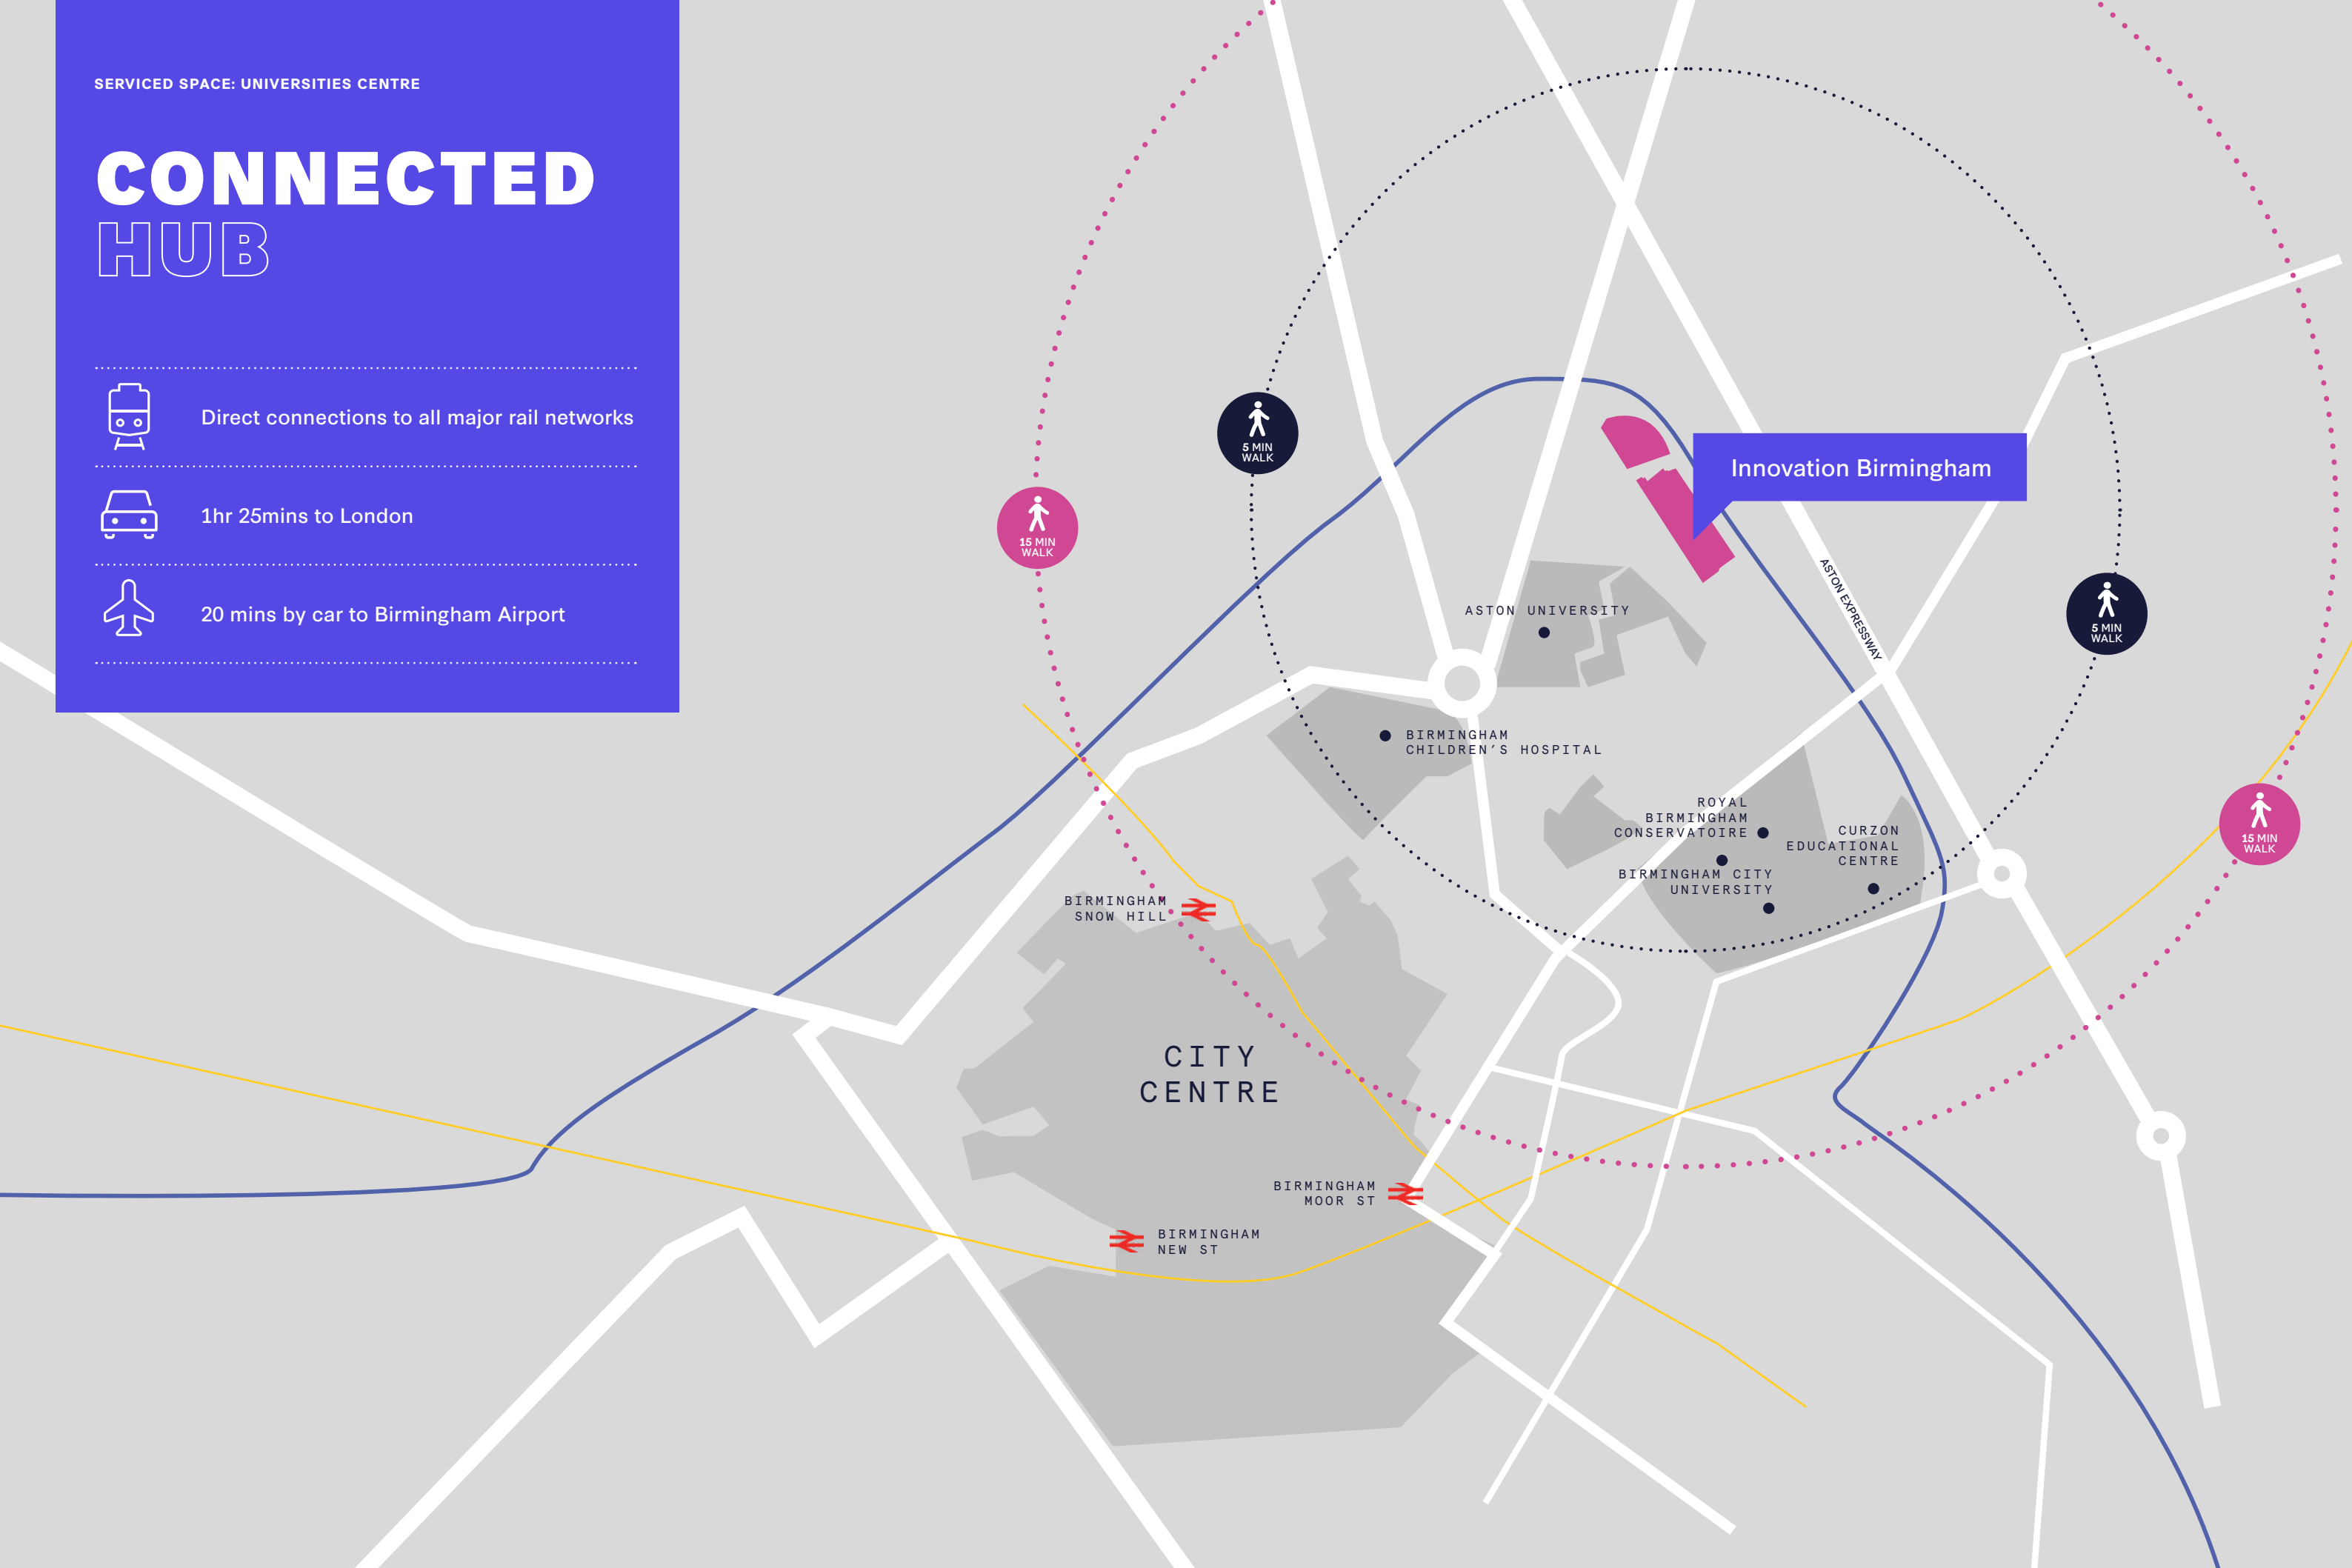 SERVICED SPACE: UNIVERSITIES CENTRE
CONNECTED
HUB
Direct connections to all major rail networks
1hr 25mins to London
20 mins by car to Birmingham Airport
5 MIN
WALK
15 MIN
WALK
Innovation Birmingham
ASTON EXPRESSWAY
5 MIN
WALK
ASTON UNIVERSITY
BIRMINGHAM
CHILDREN'S HOSPITAL
ROYAL
BIRMINGHAM
CONSERVATOIRE
CURZON
EDUCATIONAL
CENTRE
BIRMINGHAM CITY
UNIVERSITY
15 MIN
WALK
BIRMINGHAM
SNOW HILL
CITY
CENTRE
BIRMINGHAM
MOOR ST
BIRMINGHAM
NEW ST